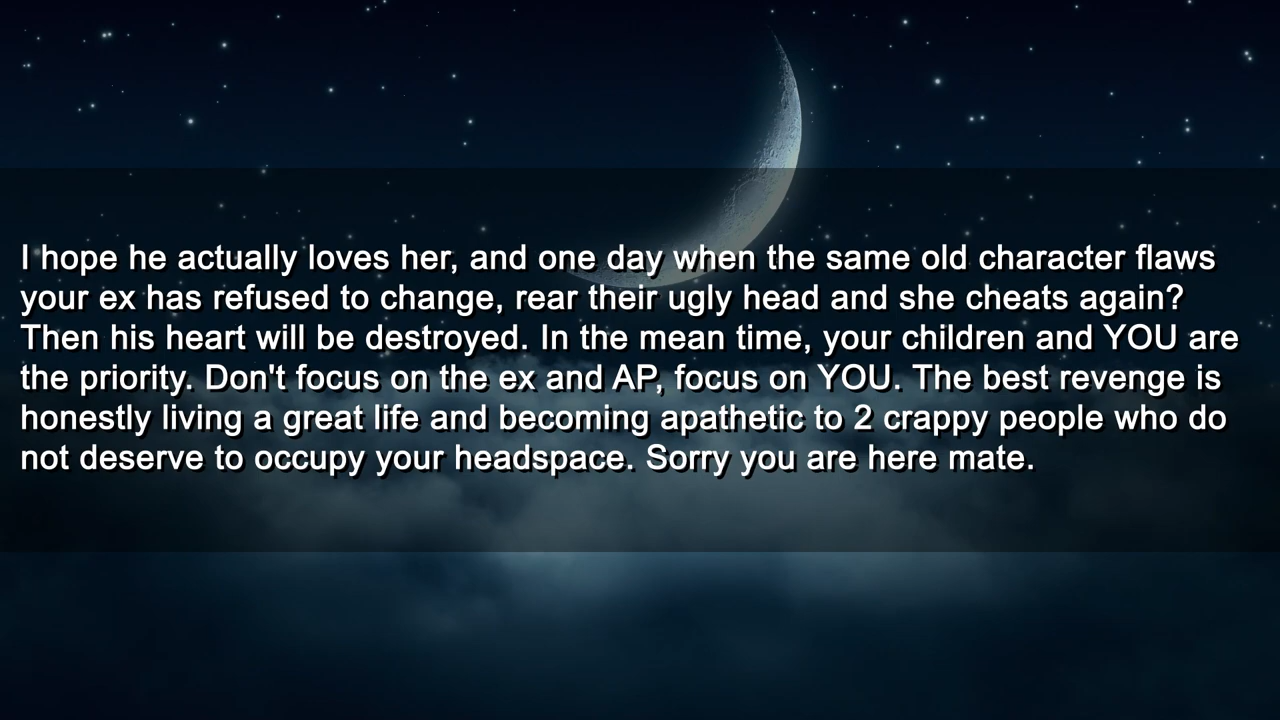 I hope he actually loves her, and one day when the same old character flaws
your ex has refused to change, rear their ugly head and she cheats again?
Then his heart will be destroyed. In the mean time, your children and YOU are
the priority. Don't focus on the ex and AP, focus on YOU. The best revenge is
honestly living a great life and becoming apathetic to 2 crappy people who do
not deserve to occupy your headspace. Sorry you are here mate.